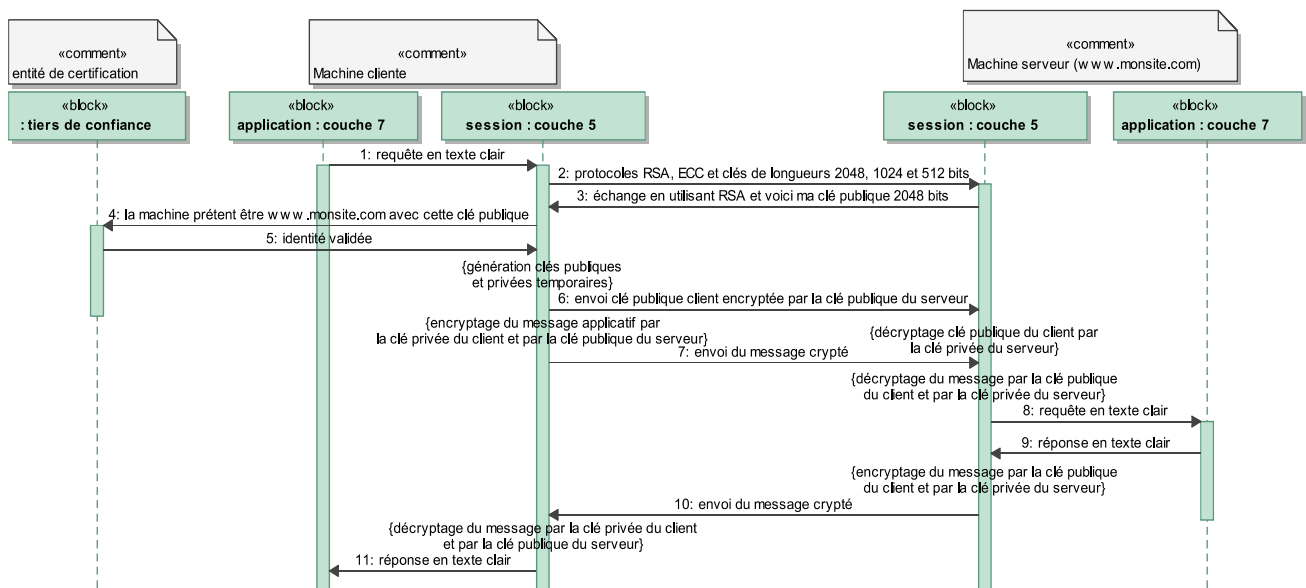 «comment»
entité de certification
«comment»
Machine cliente
«comment»
Machine serveur (www.monsite.com)
«block»
: tiers de confiance
«block»
application : couche 7
«block»
session : couche 5
«block»
session : couche 5
«block»
application : couche 7
1: requête en texte clair
2: protocoles RSA, ECC et clés de longueurs 2048, 1024 et 512 bits
3: échange en utilisant RSA et voici ma clé publique 2048 bits
4: la machine prétent être www.monsite.com avec cette clé publique
5: identité validée
{génération clés publiques
et privées temporaires}
6: envoi clé publique client encryptée par la clé publique du serveur
{encryptage du message applicatif par
la clé privée du client et par la clé publique du serveur}
{décryptage clé publique du client par
la clé privée du serveur}
7: envoi du message crypté
{décryptage du message par la clé publique
du client et par la clé privée du serveur}
8: requête en texte clair
9: réponse en texte clair
{encryptage du message par la clé publique
du client et par la clé privée du serveur}
10: envoi du message crypté
{décryptage du message par la clé privée du client
et par la clé publique du serveur}
11: réponse en texte clair